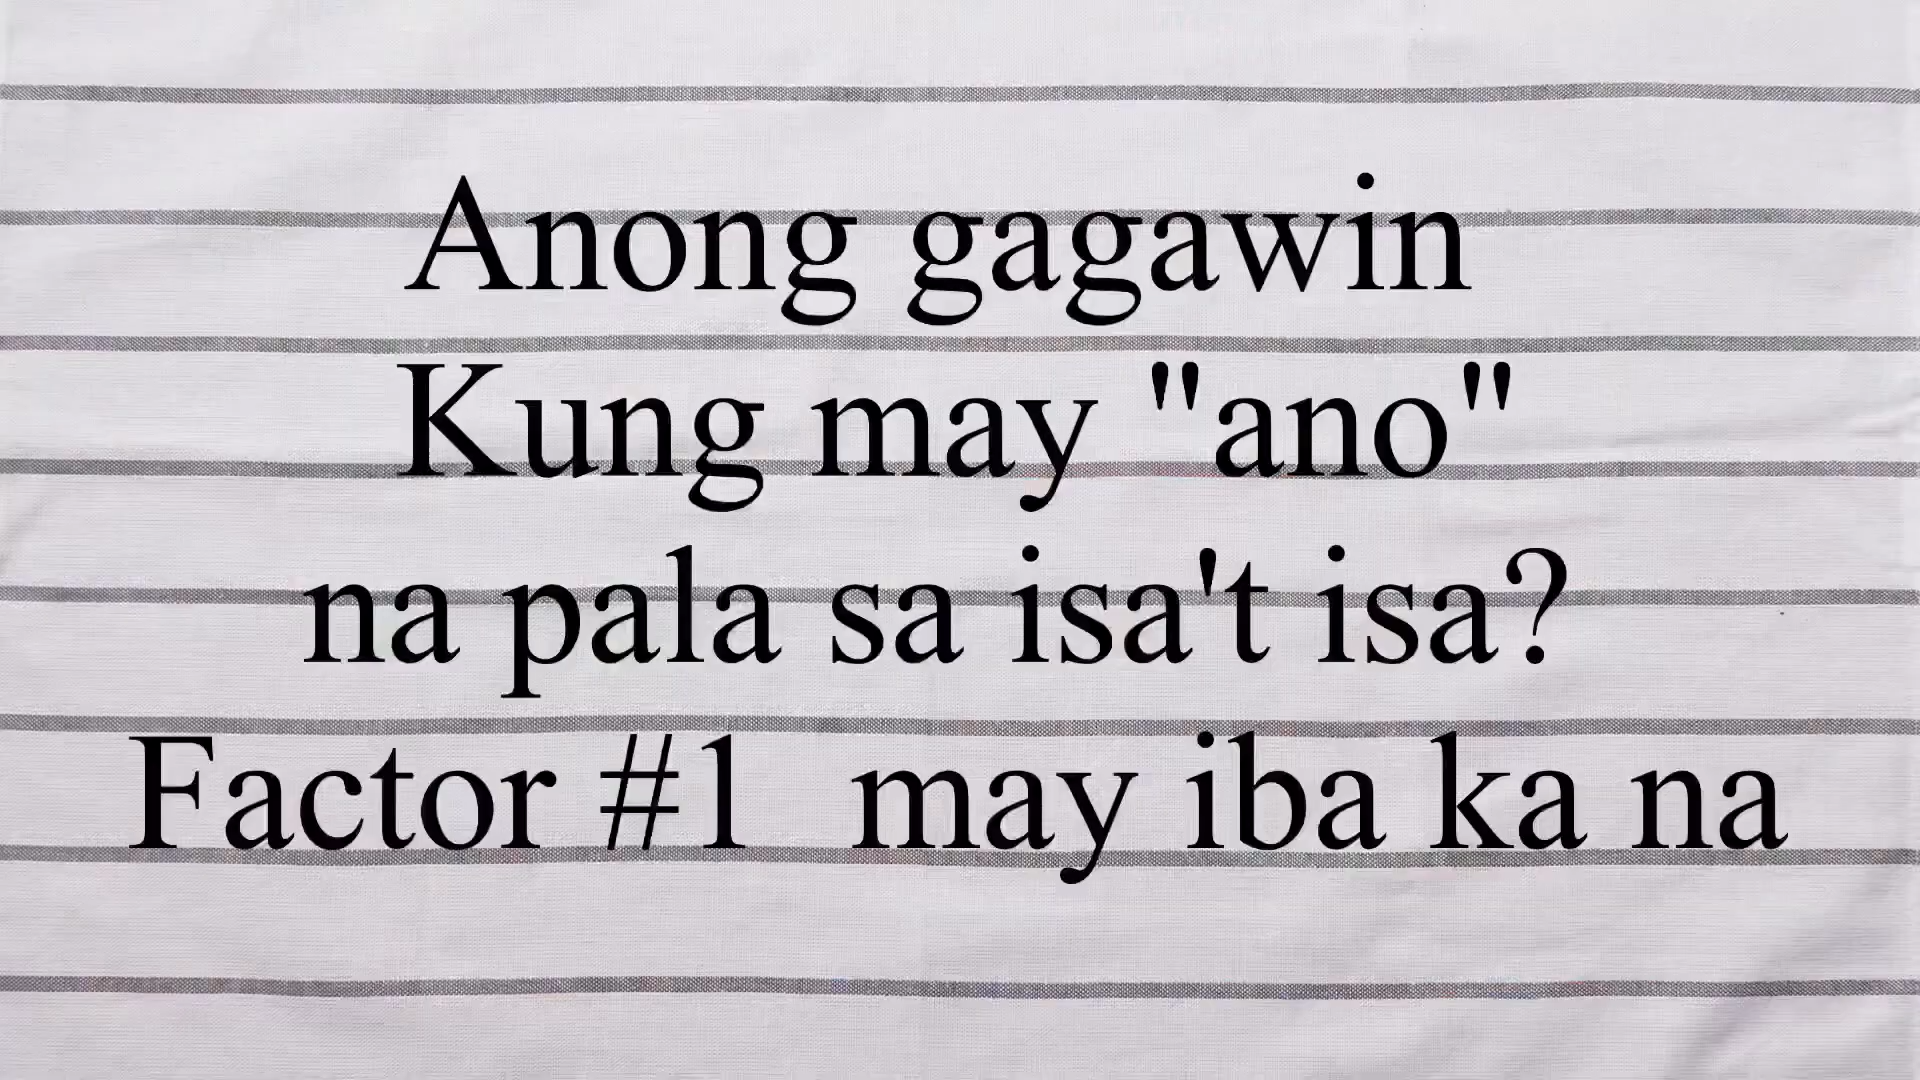 Anong gagawin
Kung may "ano"
na pala sa isa't isa?
Factor #1  may iba ka na